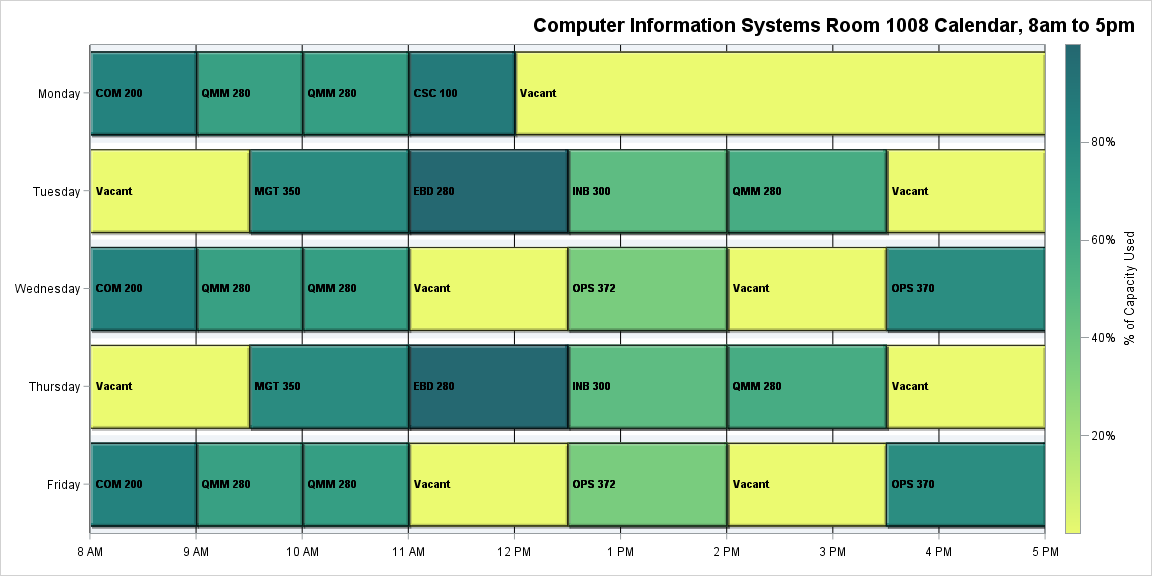 Computer Information Systems Room 1008 Calendar, 8am to 5pm
Monday COM 200 QMM 280 QMM 280 CSC 100 Vacant
Tuesday Vacant MGT 350 EBD 280 INB 300 QMM 280 Vacant
Wednesday COM 200 QMM 280 QMM 280 Vacant OPS 372 Vacant OPS 370
Thursday Vacant MGT 350 EBD 280 INB 300 QMM 280 Vacant
Friday COM 200 QMM 280 QMM 280 Vacant OPS 372 Vacant OPS 370
8 AM 9 AM 10 AM 11 AM 12 PM 1 PM 2 PM 3 PM 4 PM 5 PM
80%
60%
40%
20%
% of Capacity Used